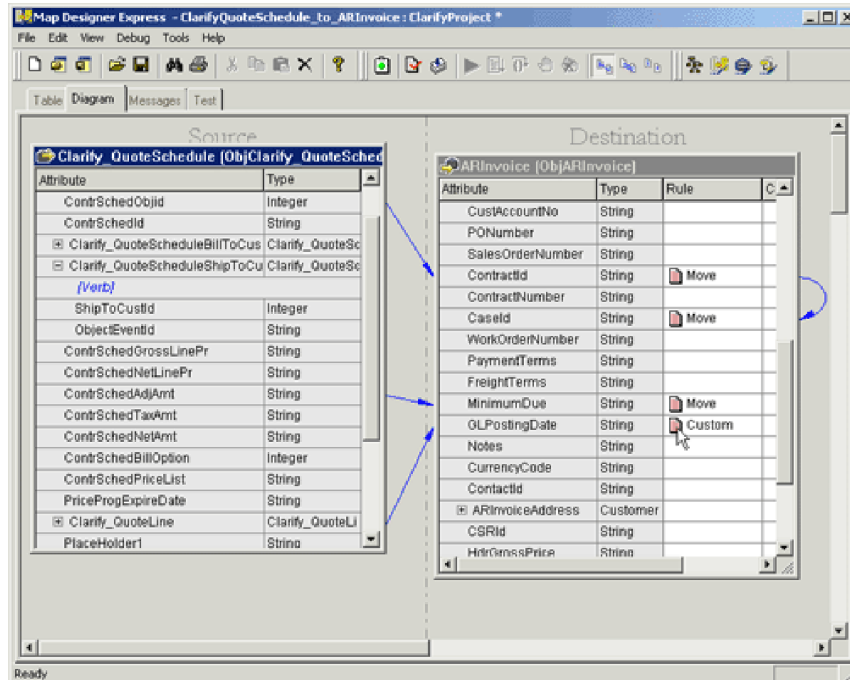 Map Designer Express - ClarifyQuoteSchedule_to_ARInvoice : ClarifyProject *
File Edit View Debug Tools Help
Table Diagram Messages Test
Source
Destination
Clarify_QuoteSchedule (ObjClarify_QuoteSched
Attribute Type
ContrSchedObjid Integer
ContrSchedId String
Clarify_QuoteScheduleBillToCus Clarify_QuoteSc
Clarify_QuoteScheduleShipToCu Clarify_QuoteSc
[Verb]
ShipToCustId Integer
ObjectEventId String
ContrSchedGrossLinePr String
ContrSchedNetLinePr String
ContrSchedAdjAmt String
ContrSchedTaxAmt String
ContrSchedNetAmt String
ContrSchedBillOption Integer
ContrSchedPriceList String
PriceProgExpireDate String
Clarify_QuoteLine Clarify_QuoteLi
PlaceHolder1 String
ARInvoice (ObjARInvoice)
Attribute Type Rule C
CustAccountNo String
PONumber String
SalesOrderNumber String
ContractId String Move
ContractNumber String
CaseId String Move
WorkOrderNumber String
PaymentTerms String
FreightTerms String
MinimumDue String Move
GLPostingDate String Custom
Notes String
CurrencyCode String
ContactId String
ARInvoiceAddress Customer
CSRId String
HdrGrossPrice String
Ready